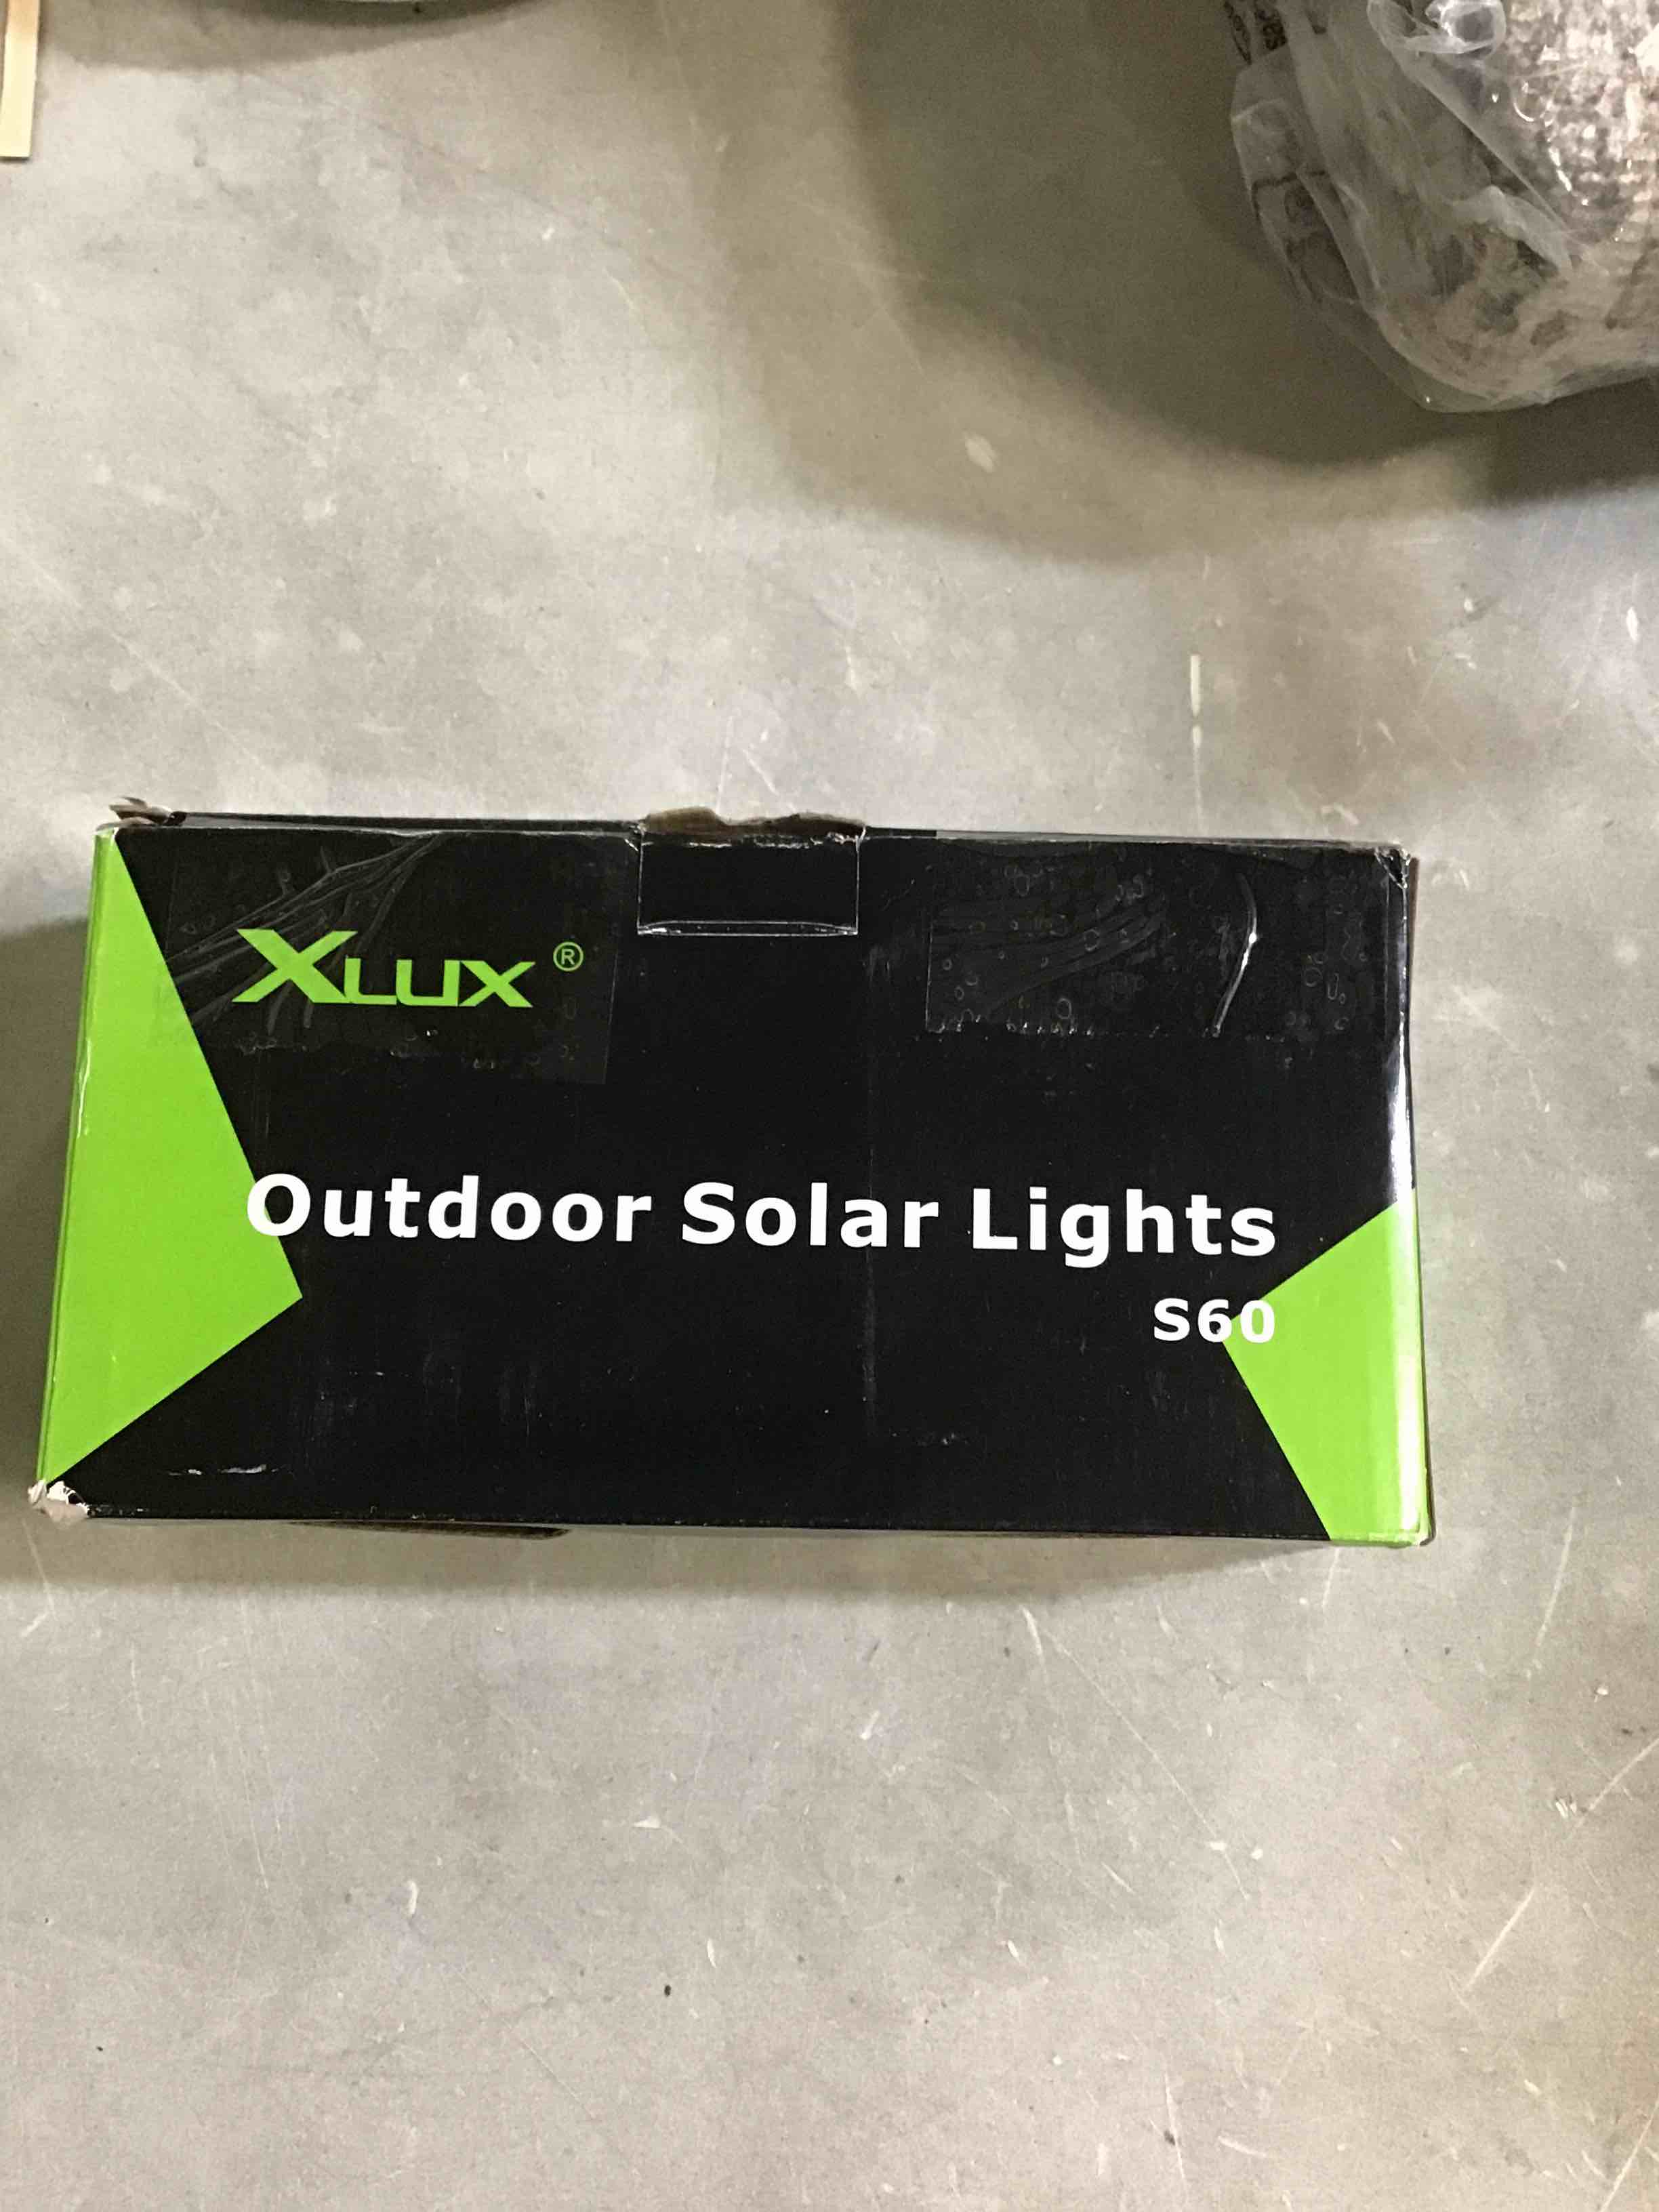 XLUX ®
Outdoor Solar Lights
S60